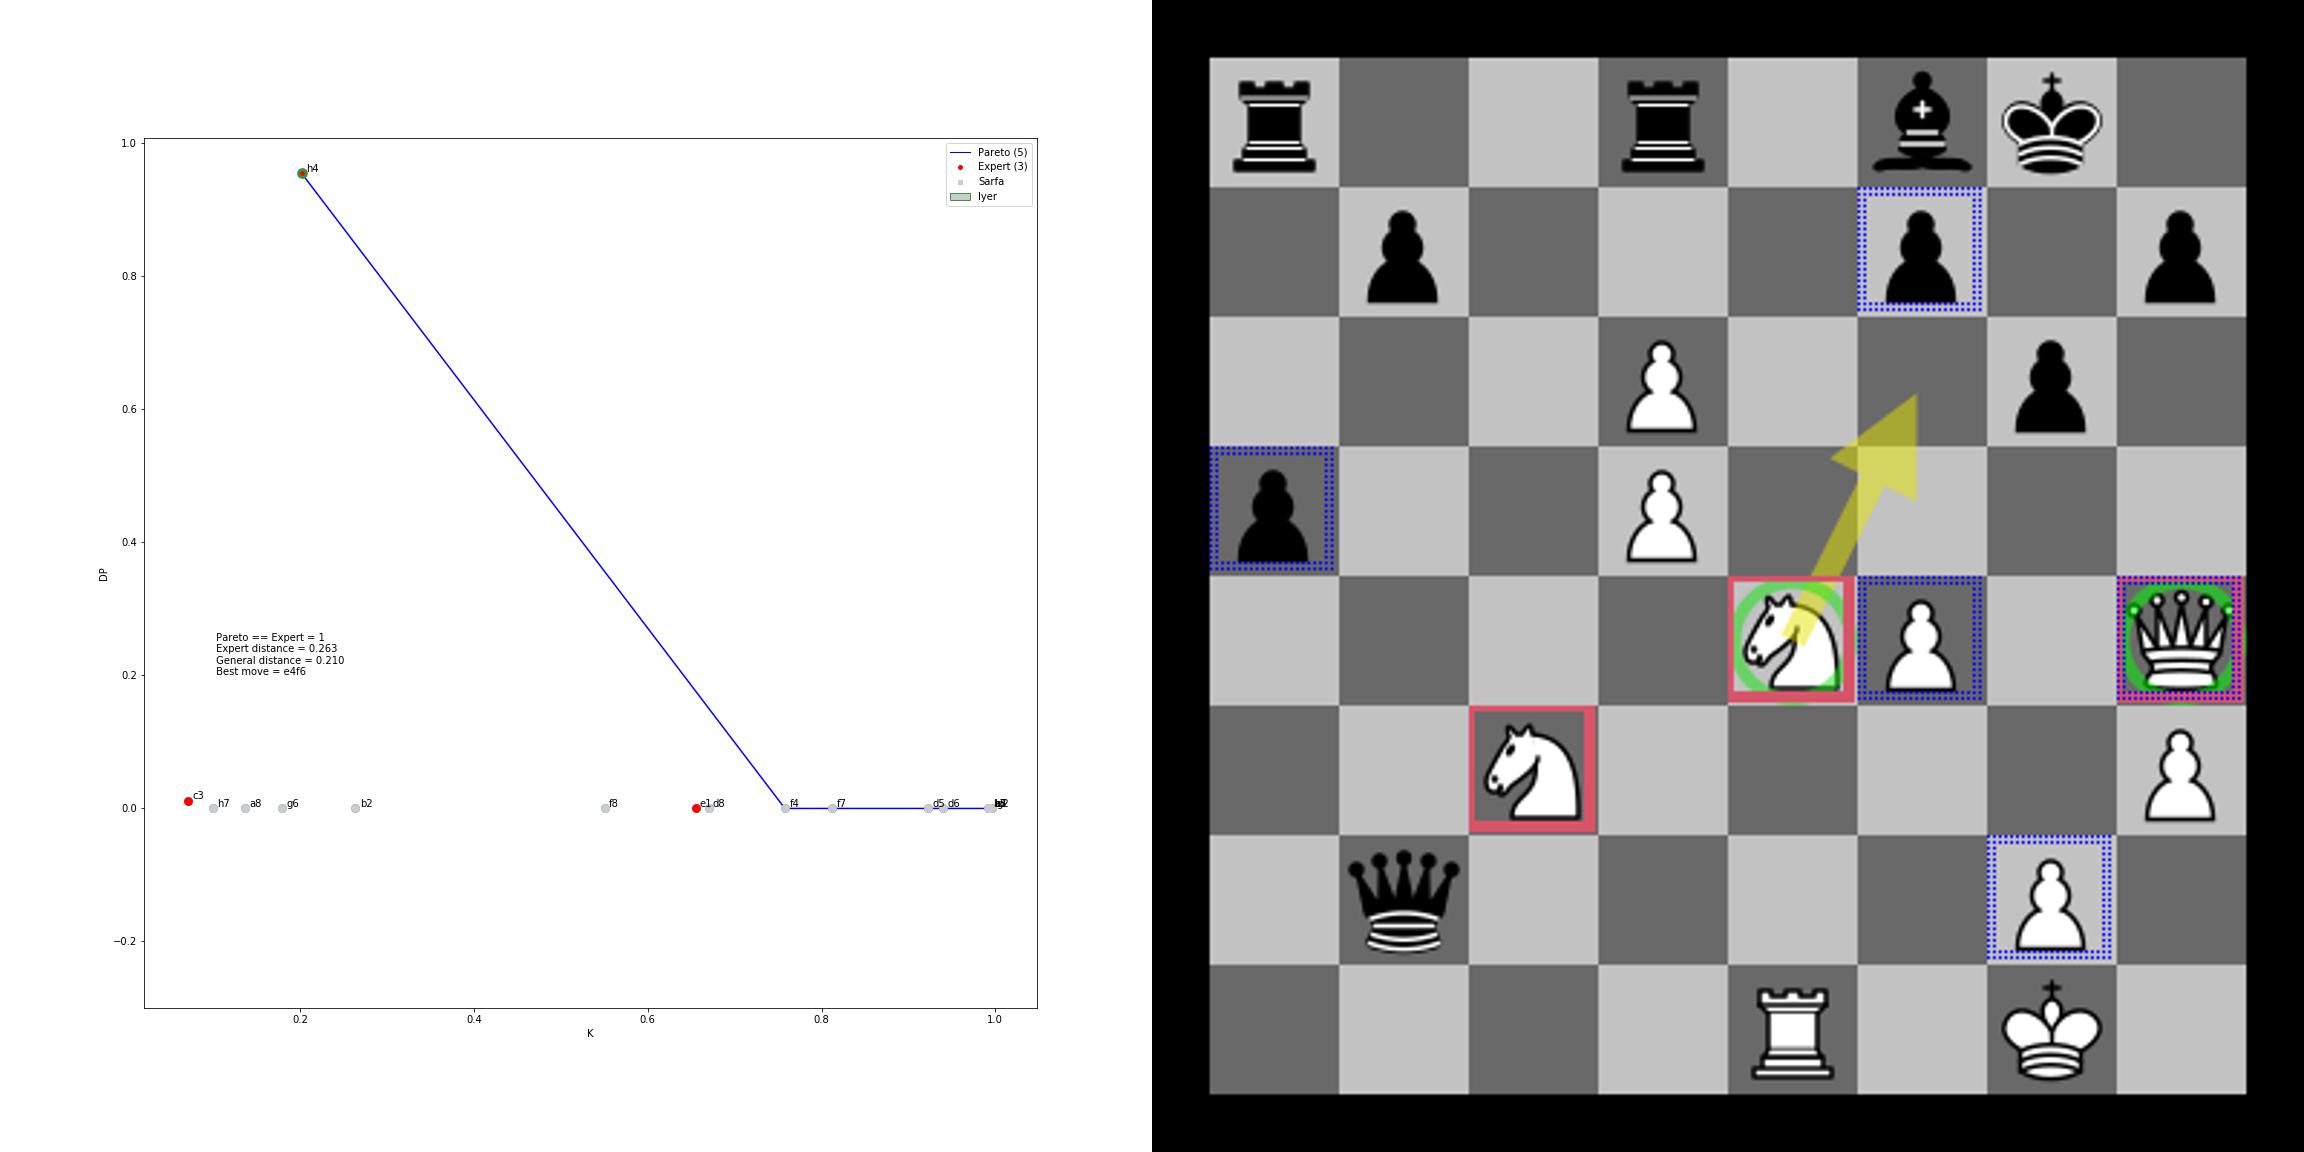 1.0
0.8
0.6
0.4
0.2
0.0
−0.2
DP
h4
Pareto (5)
Expert (3)
Sarfa
Iyer
Pareto == Expert = 1
Expert distance = 0.263
General distance = 0.210
Best move = e4f6
c3
h7
a8
g6
b2
f8
e1
d8
f4
f7
d5
d6
0.2
0.4
0.6
0.8
1.0
K